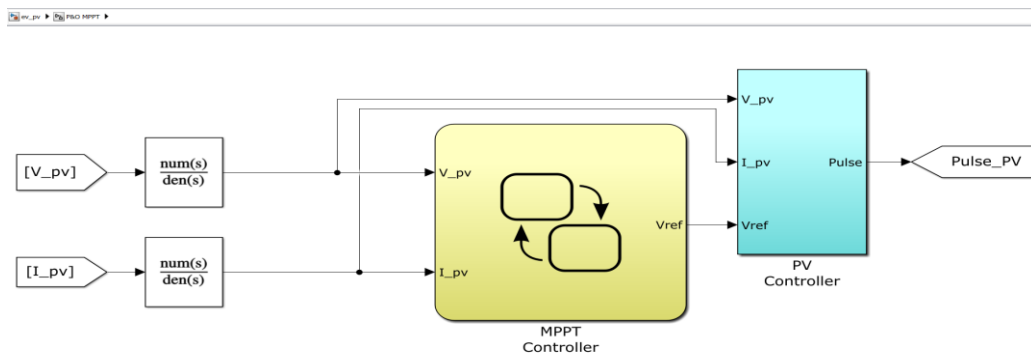 ev_pv ▶ P&O MPPT ▶
[V_pv]
num(s)
den(s)
V_pv
I_pv
Vref
Pulse
Pulse_PV
PV
Controller
[I_pv]
num(s)
den(s)
V_pv
I_pv
Vref
MPPT
Controller